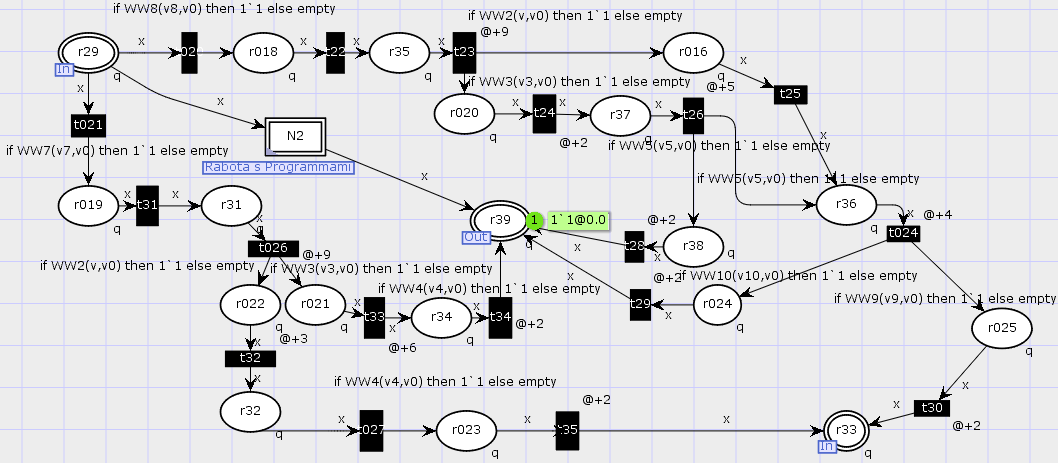 if WW8(v8,v0) then 1`1 else empty
if WW2(v,v0) then 1`1 else empty
@+9
r29
x
x
r018
x
t22
x
r35
x
t23
x
r016
x
In
q
q
q
q
x
x
if WW3(v3,v0) then 1`1 else empty
@+5
t25
t021
r020
x
t24
x
r37
x
t26
x
N2
q
@+2
q
if WW7(v7,v0) then 1`1 else empty
if WW5(v5,v0) then 1`1 else empty
Rabota s Programmami
x
if WW5(v5,v0) then 1`1 else empty
r019
x
t31
x
r31
r39
1
1`1@0.0
r36
x
@+2
@+4
q
x
Out
q
t28
x
r38
q
t024
t026
@+9
x
q
if WW2(v,v0) then 1`1 else empty
if WW3(v3,v0) then 1`1 else empty
x
@+2
if WW10(v10,v0) then 1`1 else empty
if WW4(v4,v0) then 1`1 else empty
if WW9(v9,v0) then 1`1 else empty
r022
r021
x
t33
x
r34
x
t34
t29
x
r024
q
q
@+2
q
r025
q
x
@+3
@+6
q
q
t32
x
if WW4(v4,v0) then 1`1 else empty
x
@+2
x
t30
r32
q
x
t027
r023
x
t35
x
r33
@+2
In
q
q